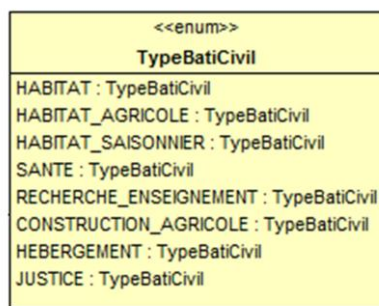 <<enum>>
TypeBatiCivil
HABITAT : TypeBatiCivil
HABITAT_AGRICOLE : TypeBatiCivil
HABITAT_SAISONNIER : TypeBatiCivil
SANTE : TypeBatiCivil
RECHERCHE_ENSEIGNEMENT : TypeBatiCivil
CONSTRUCTION_AGRICOLE : TypeBatiCivil
HEBERGEMENT : TypeBatiCivil
JUSTICE : TypeBatiCivil